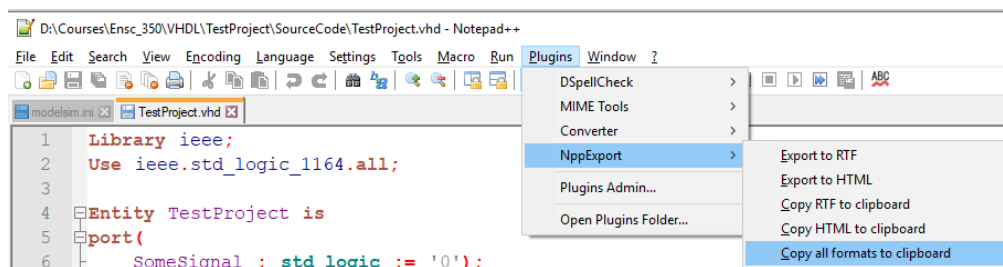 D:\Courses\Ensc_350\VHDL\TestProject\SourceCode\TestProject.vhd - Notepad++
File Edit Search View Encoding Language Settings Tools Macro Run Plugins Window ?
ABC
modelsim.ini TestProject.vhd
DSpellCheck
MIME Tools
Converter
NppExport
Plugins Admin...
Open Plugins Folder...
Export to RTF
Export to HTML
Copy RTF to clipboard
Copy HTML to clipboard
Copy all formats to clipboard
1 Library ieee;
2 Use ieee.std_logic_1164.all;
3
4 Entity TestProject is
5 port(
6 SomeSignal : std_logic := '0');